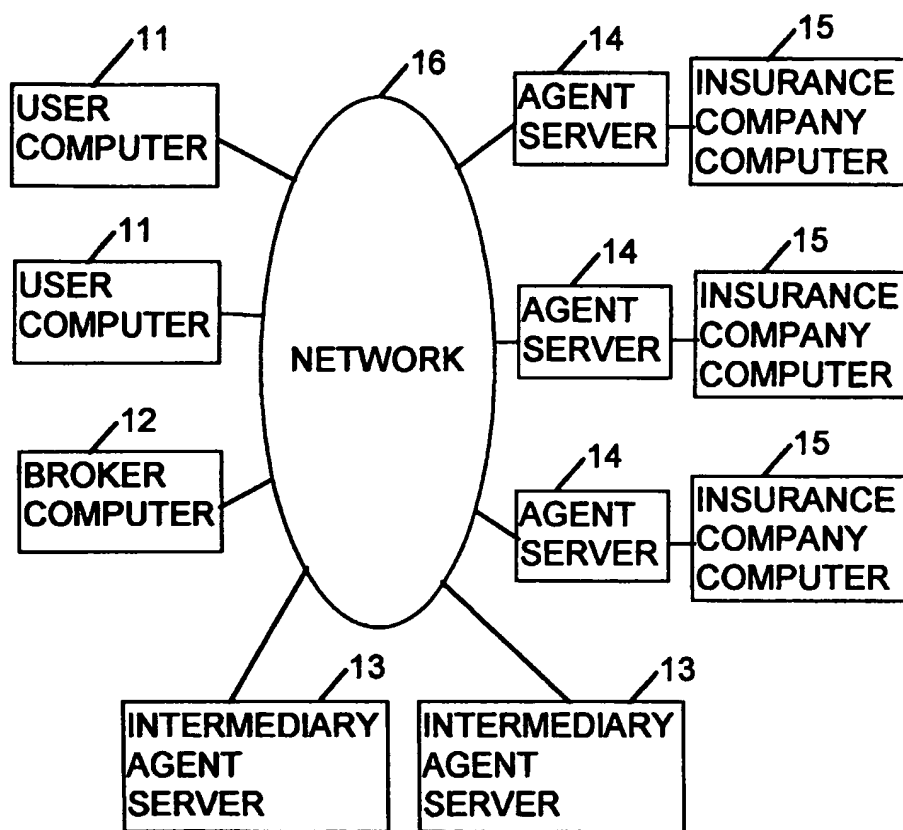 11
USER
COMPUTER
11
USER
COMPUTER
12
BROKER
COMPUTER
16
NETWORK
14
AGENT
SERVER
15
INSURANCE
COMPANY
COMPUTER
14
AGENT
SERVER
15
INSURANCE
COMPANY
COMPUTER
14
AGENT
SERVER
15
INSURANCE
COMPANY
COMPUTER
13
INTERMEDIARY
AGENT
SERVER
13
INTERMEDIARY
AGENT
SERVER